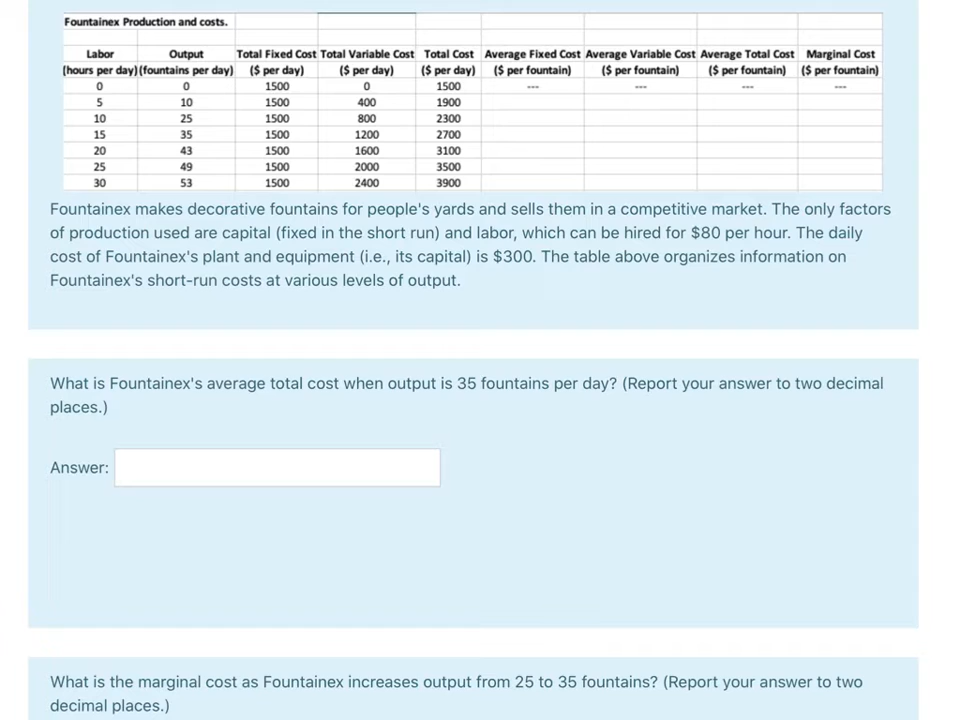 Fountainex Production and costs.
Labor Output Total Fixed Cost Total Variable Cost Total Cost Average Fixed Cost Average Variable Cost Average Total Cost Marginal Cost
(hours per day) (fountains per day) ($ per day) ($ per day) ($ per day) ($ per fountain) ($ per fountain) ($ per fountain) ($ per fountain)
0 0 1500 0 1500 --- --- --- ---
5 10 1500 400 1900
10 25 1500 800 2300
15 35 1500 1200 2700
20 43 1500 1600 3100
25 49 1500 2000 3500
30 53 1500 2400 3900
Fountainex makes decorative fountains for people's yards and sells them in a competitive market. The only factors
of production used are capital (fixed in the short run) and labor, which can be hired for $80 per hour. The daily
cost of Fountainex's plant and equipment (i.e., its capital) is $300. The table above organizes information on
Fountainex's short-run costs at various levels of output.
What is Fountainex's average total cost when output is 35 fountains per day? (Report your answer to two decimal
places.)
Answer:
What is the marginal cost as Fountainex increases output from 25 to 35 fountains? (Report your answer to two
decimal places.)